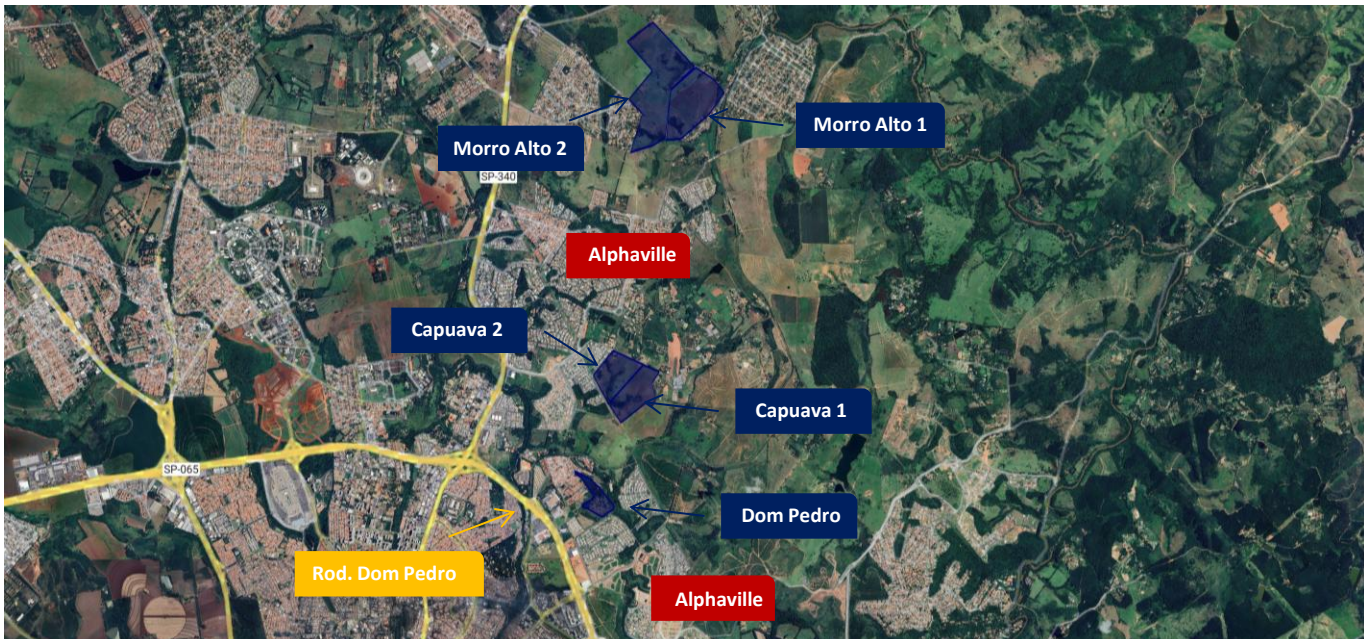 Morro Alto 1
Morro Alto 2
SP-340
Alphaville
Capuava 2
Capuava 1
SP-065
Dom Pedro
Rod. Dom Pedro
Alphaville